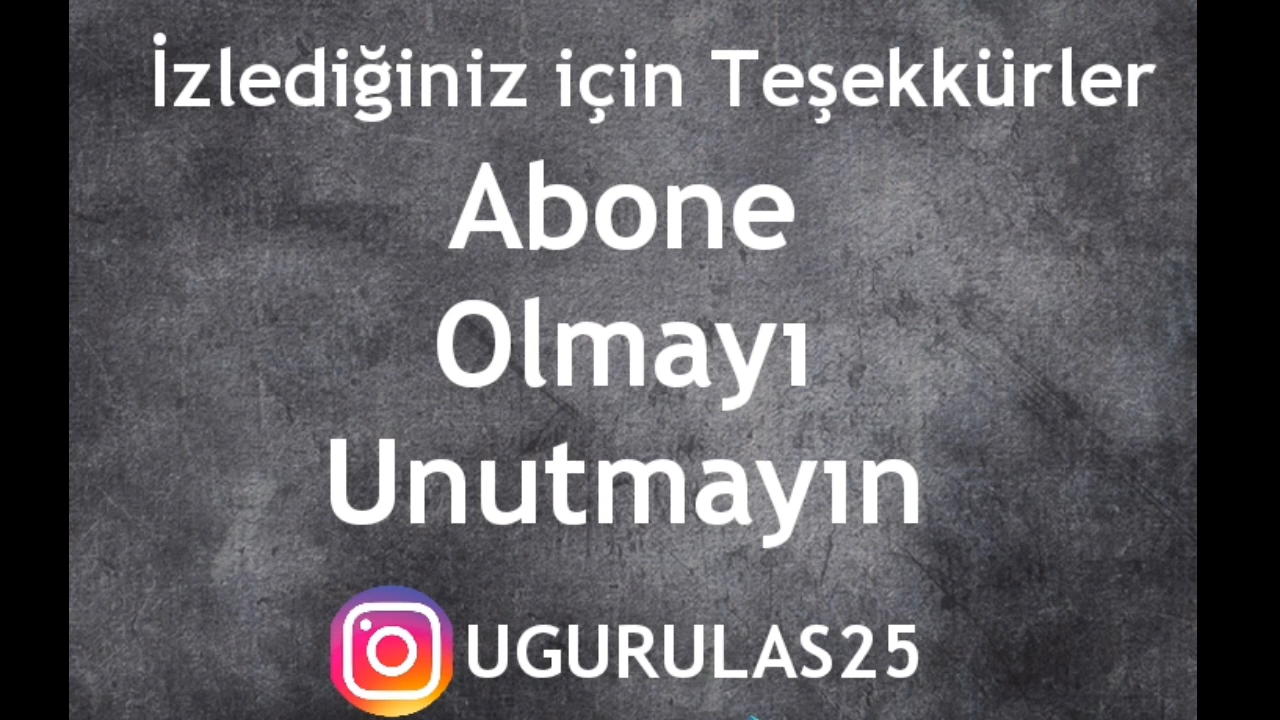 İzlediğiniz için Teşekkürler
Abone
Olmayı
Unutmayın
UGURULAS25